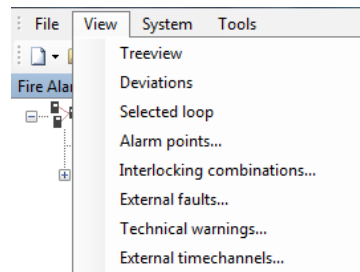 File View System Tools
Treeview
Fire Ala
Deviations
Selected loop
Alarm points...
Interlocking combinations...
External faults...
Technical warnings...
External timechannels...